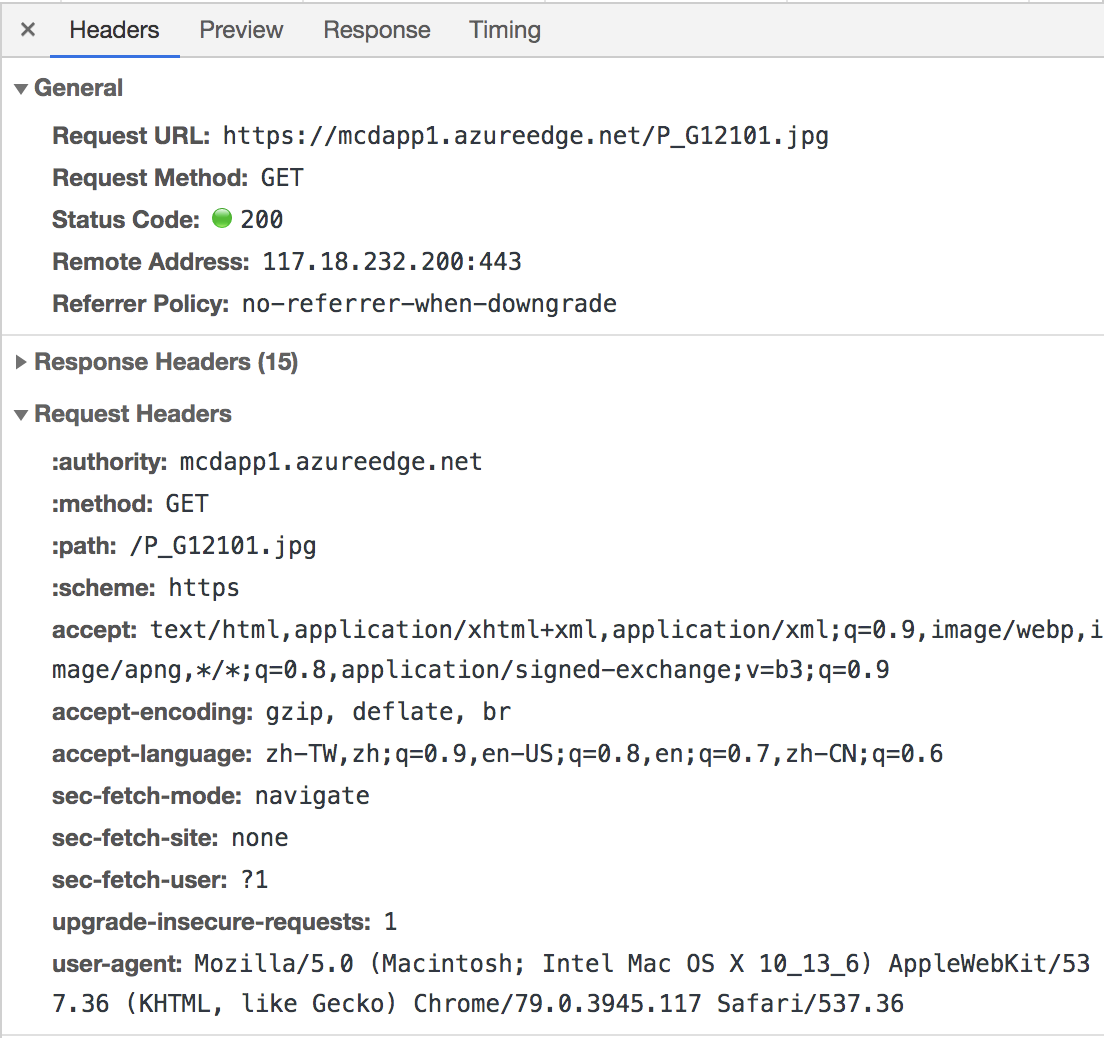 × Headers Preview Response Timing
▼ General
Request URL: https://mcdapp1.azureedge.net/P_G12101.jpg
Request Method: GET
Status Code: 200
Remote Address: 117.18.232.200:443
Referrer Policy: no-referrer-when-downgrade
▶ Response Headers (15)
▼ Request Headers
:authority: mcdapp1.azureedge.net
:method: GET
:path: /P_G12101.jpg
:scheme: https
accept: text/html,application/xhtml+xml,application/xml;q=0.9,image/webp,i
mage/apng,*/*;q=0.8,application/signed-exchange;v=b3;q=0.9
accept-encoding: gzip, deflate, br
accept-language: zh-TW,zh;q=0.9,en-US;q=0.8,en;q=0.7,zh-CN;q=0.6
sec-fetch-mode: navigate
sec-fetch-site: none
sec-fetch-user: ?1
upgrade-insecure-requests: 1
user-agent: Mozilla/5.0 (Macintosh; Intel Mac OS X 10_13_6) AppleWebKit/53
7.36 (KHTML, like Gecko) Chrome/79.0.3945.117 Safari/537.36